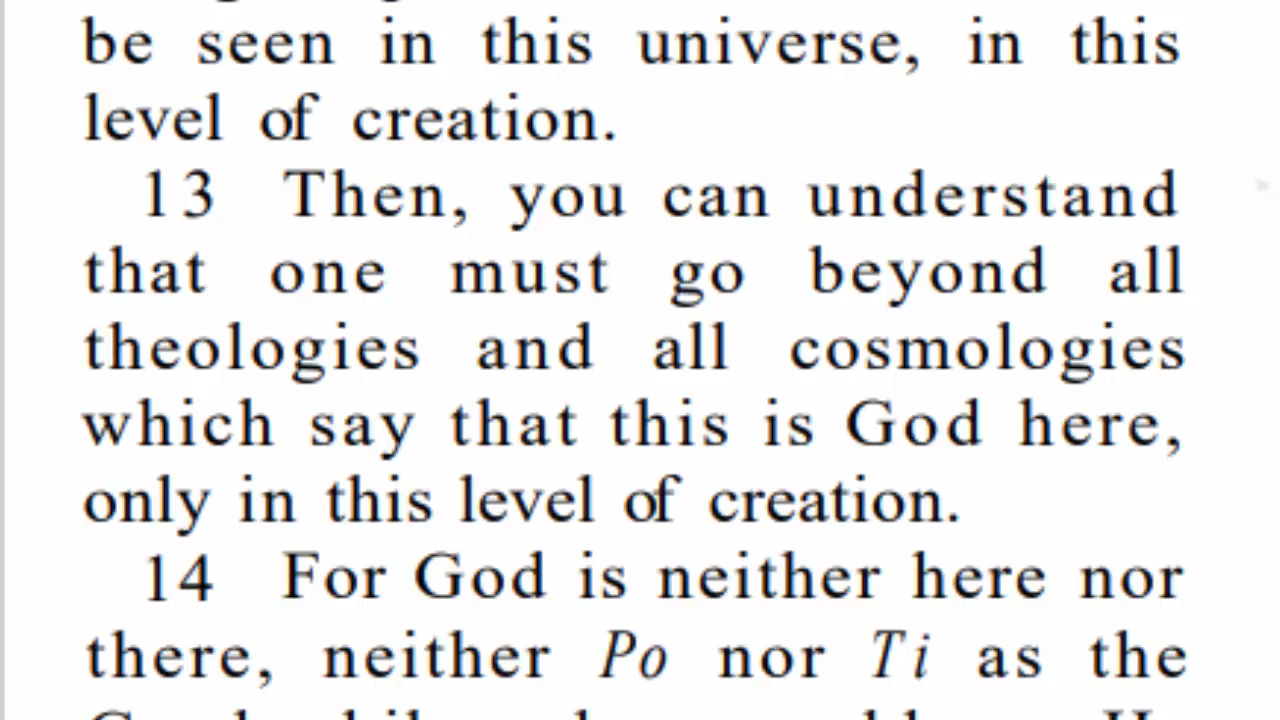 be seen in this universe, in this
level of creation.
13 Then, you can understand
that one must go beyond all
theologies and all cosmologies
which say that this is God here,
only in this level of creation.
14 For God is neither here nor
there, neither Po nor Ti as the